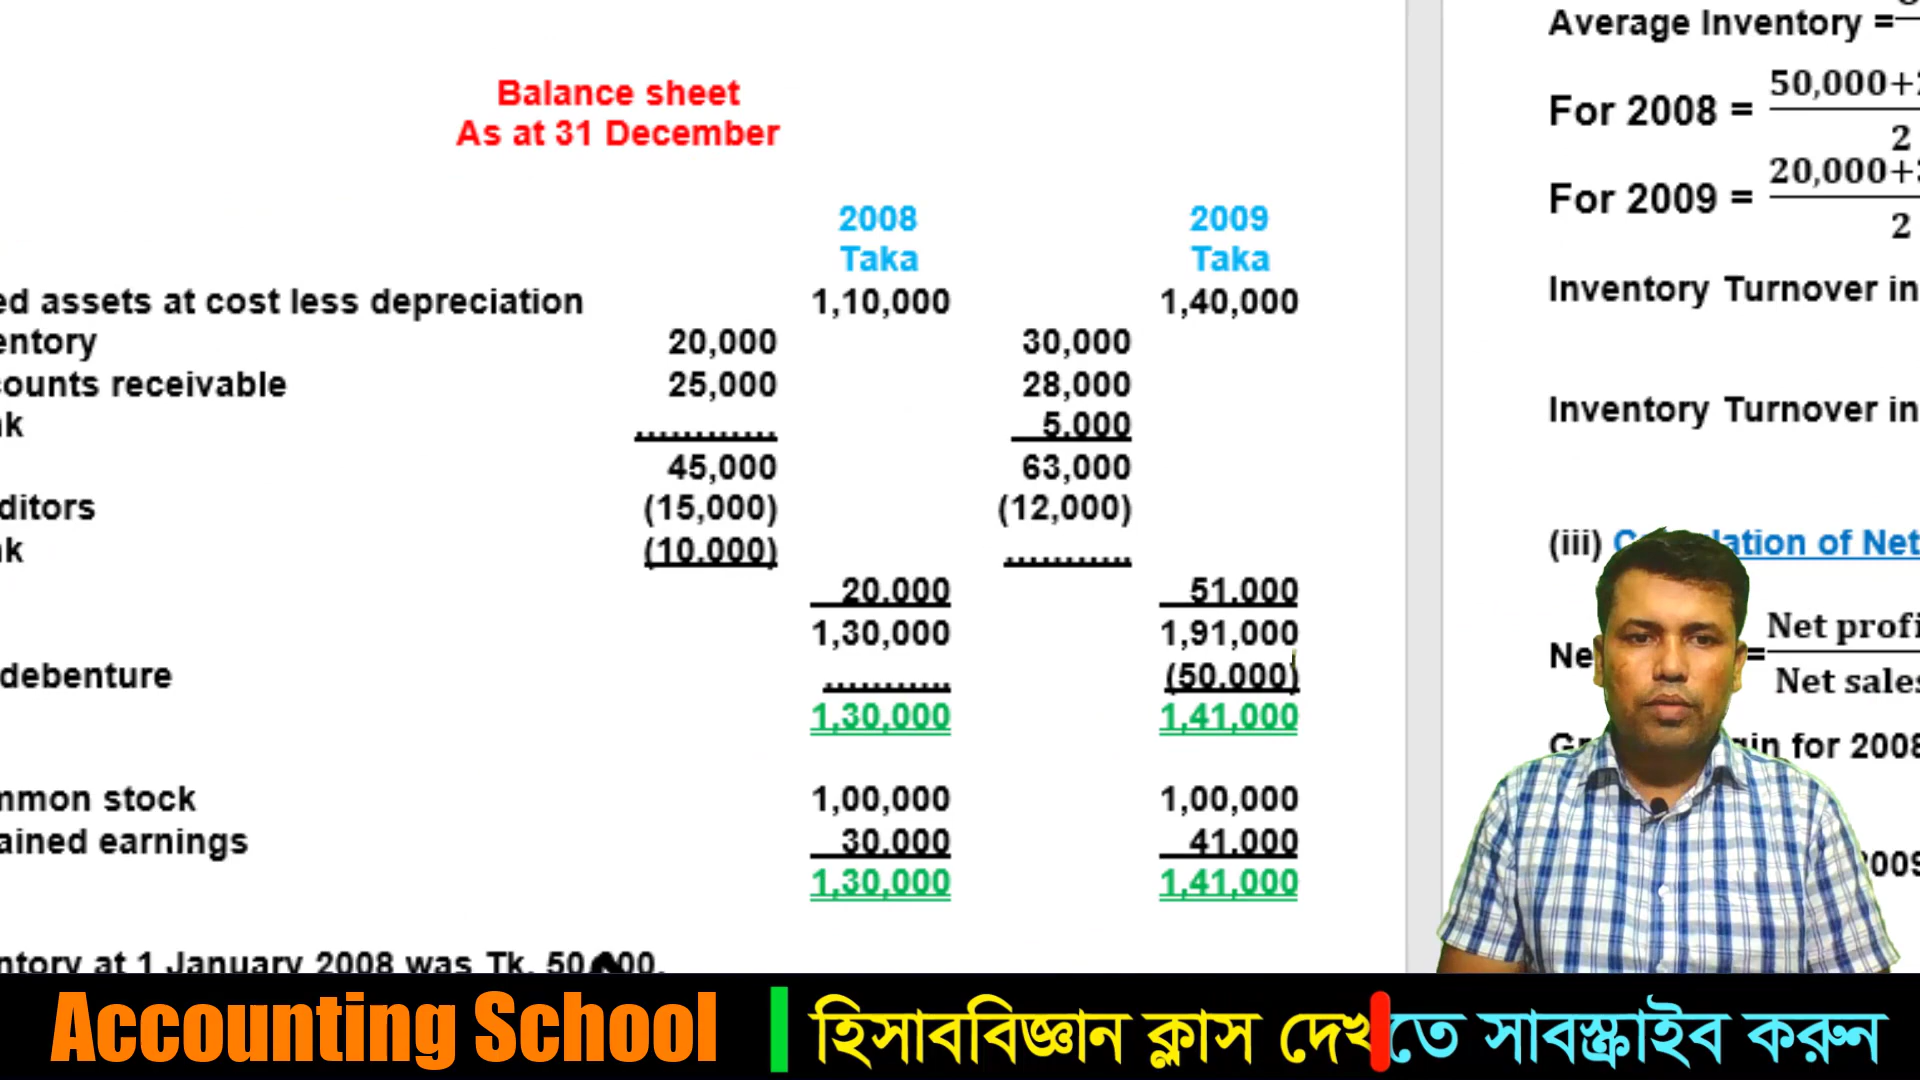 Balance sheet
As at 31 December
2008 2009
Taka Taka
ed assets at cost less depreciation 1,10,000 1,40,000
entory 20,000 30,000
counts receivable 25,000 28,000
nk ............ 5,000
45,000 63,000
ditors (15,000) (12,000)
nk (10,000) ...........
20,000 51,000
1,30,000 1,91,000
debenture ........... (50,000)
1,30,000 1,41,000
mmon stock 1,00,000 1,00,000
ained earnings 30,000 41,000
1,30,000 1,41,000
ntory at 1 January 2008 was Tk.
Average Inventory =
For 2008 = 50,000+
2
For 2009 = 20,000+
2
Inventory Turnover in
Inventory Turnover in
(iii) of Net
= Net profi
Net sales
for 2008
Accounting School
হিসাববিজ্ঞান ক্লাস দেখতে সাবস্ক্রাইব করুন